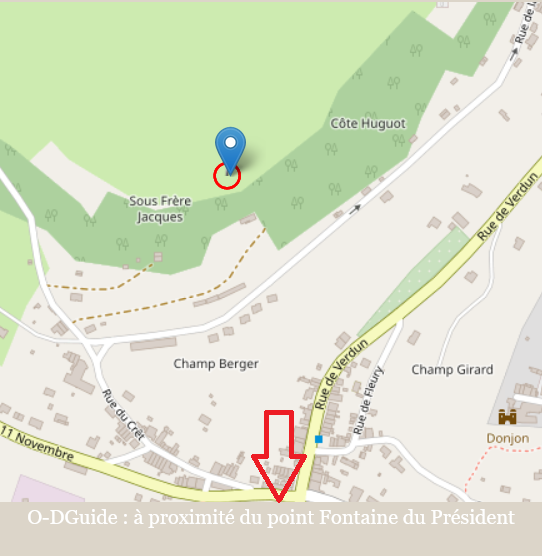 Rue de l
Côte Huguot
Sous Frère
Jacques
Rue de Verdun
Champ Berger
Rue de Verdun
Champ Girard
Rue de Fleury
Rue du Crêt
11 Novembre
Donjon
O-DGuide : à proximité du point Fontaine du Président